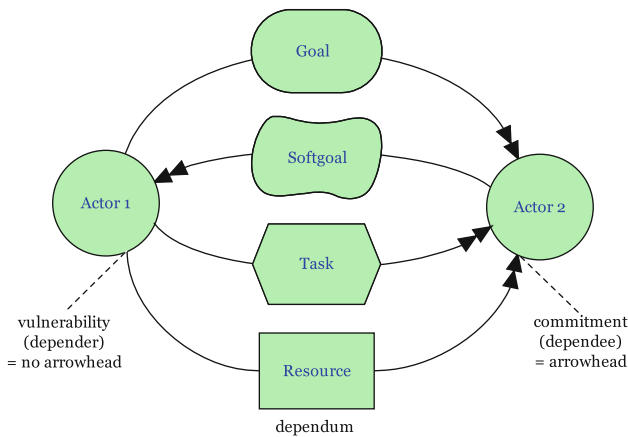 Goal
Softgoal
Actor 1
Actor 2
Task
vulnerability
(depender)
= no arrowhead
commitment
(dependee)
= arrowhead
Resource
dependum